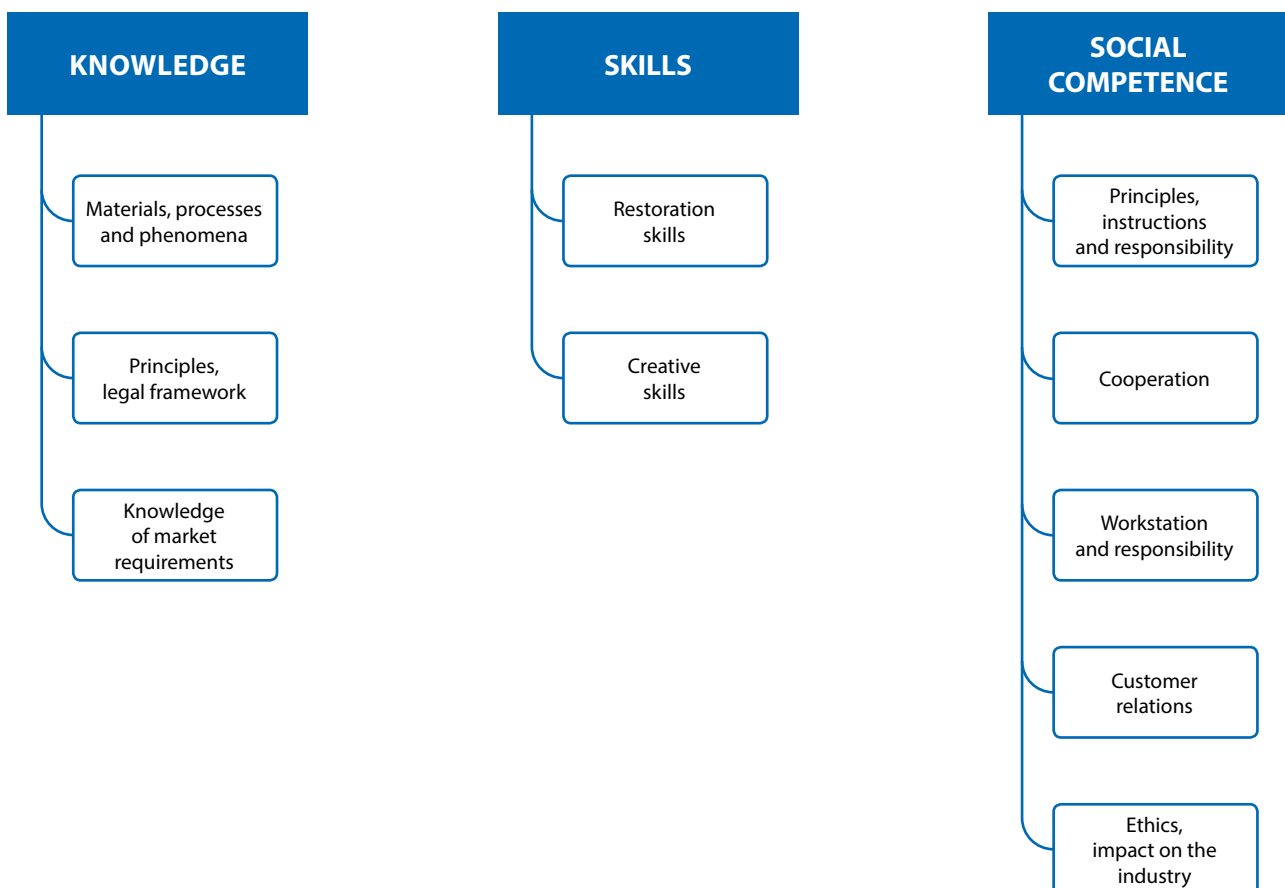 KNOWLEDGE
Materials, processes
and phenomena
Principles,
legal framework
Knowledge
of market
requirements
SKILLS
Restoration
skills
Creative
skills
SOCIAL
COMPETENCE
Principles,
instructions
and responsibility
Cooperation
Workstation
and responsibility
Customer
relations
Ethics,
impact on the
industry